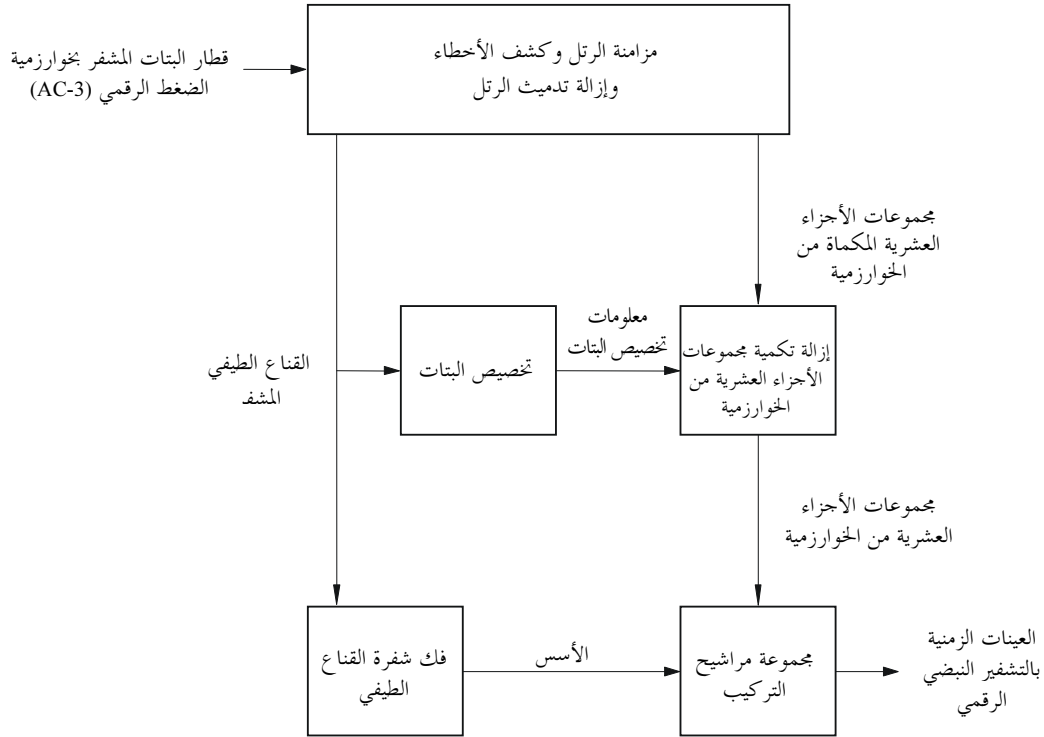 مزامنة الرتل وكشف الأخطاء
وإزالة تدميث الرتل
قطار البتات المشفر بخوارزمية
الضغط الرقمي (AC-3)
مجموعات الأجزاء
العشرية المكماة من
الخوارزمية
معلومات
تخصيص البتات
إزالة تكمية مجموعات
الأجزاء العشرية من
الخوارزمية
تخصيص البتات
القناع الطيفي
المشف
مجموعات الأجزاء
العشرية من الخوارزمية
فك شفرة القناع
الطيفي
الأسس
مجموعة مراشيح
التركيب
العينات الزمنية
بالتشفير النبضي
الرقمي